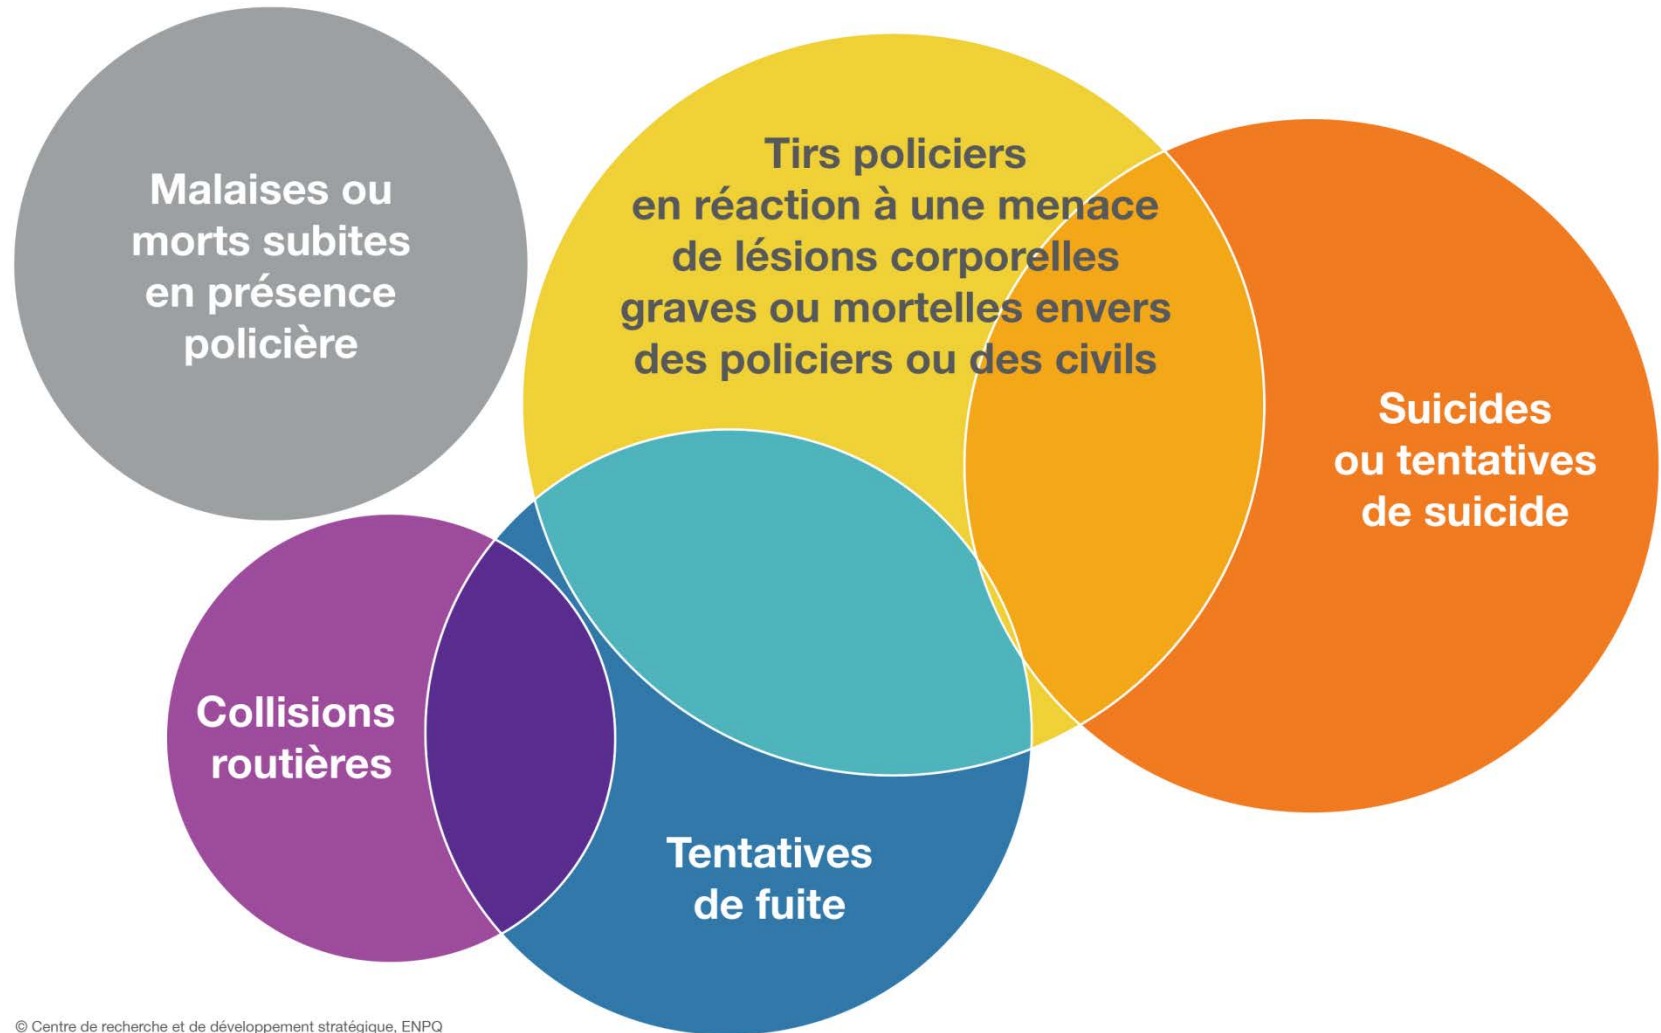 Malaises ou
morts subites
en présence
policière
Tirs policiers
en réaction à une menace
de lésions corporelles
graves ou mortelles envers
des policiers ou des civils
Suicides
ou tentatives
de suicide
Collisions
routières
Tentatives
de fuite
© Centre de recherche et de développement stratégique, ENPQ